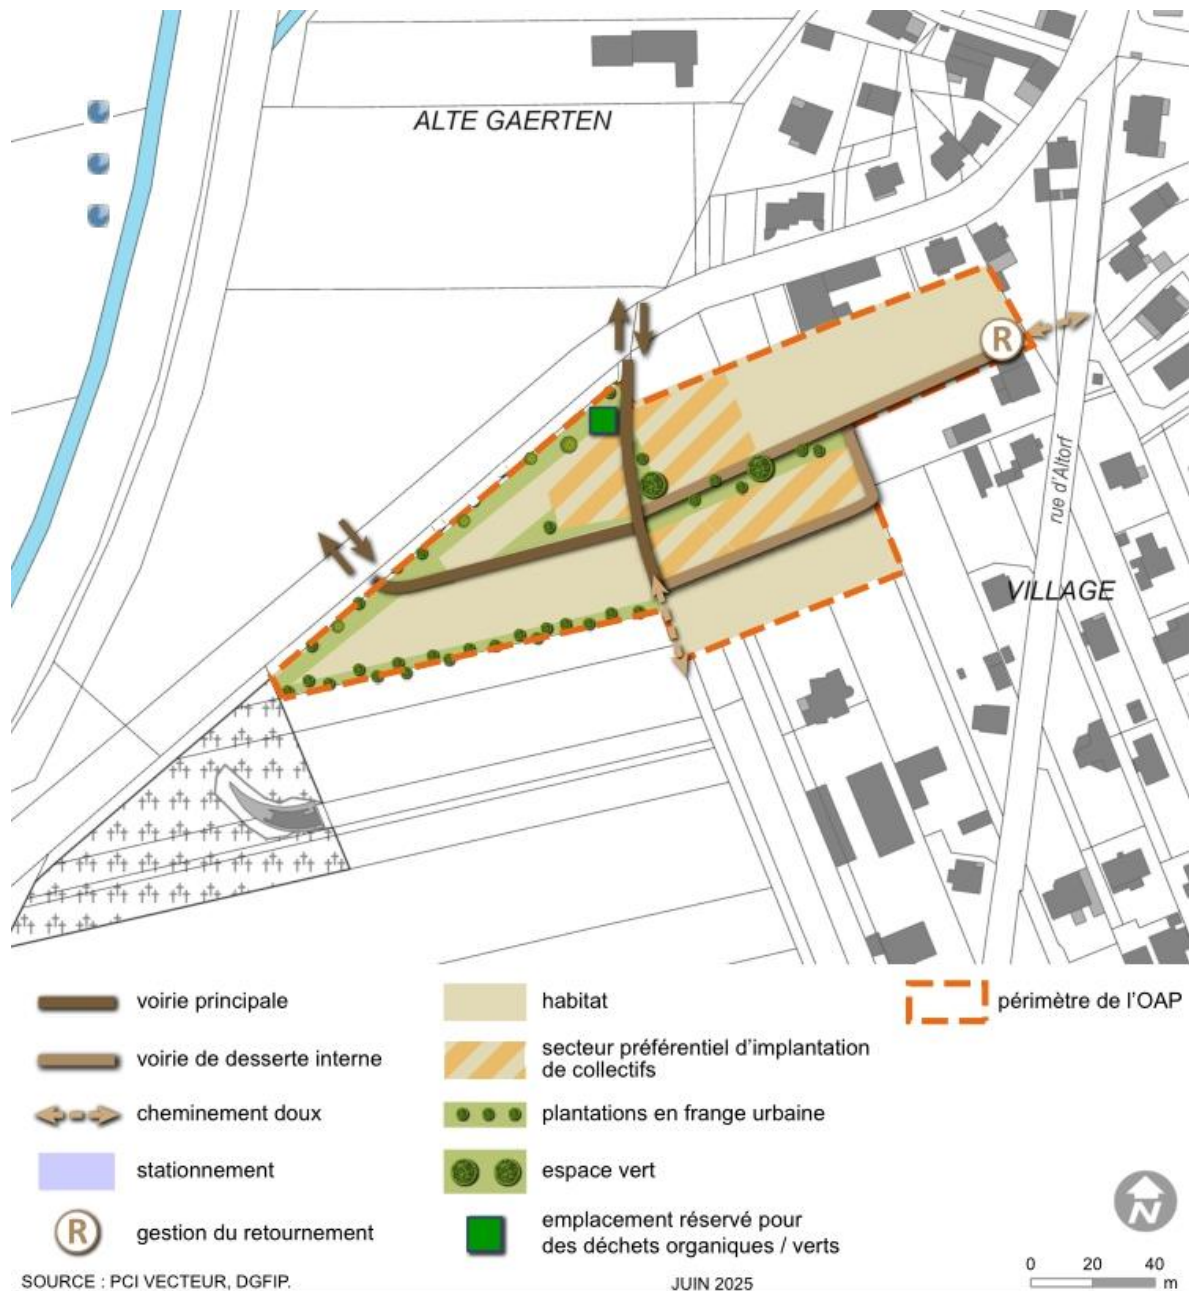 ALTE GAERTEN
R
rue d'Altorf
VILLAGE
voirie principale
habitat
périmètre de l'OAP
voirie de desserte interne
secteur préférentiel d'implantation
de collectifs
cheminement doux
plantations en frange urbaine
stationnement
espace vert
R
gestion du retournement
emplacement réservé pour
des déchets organiques / verts
N
0 20 40
m
SOURCE : PCI VECTEUR, DGFIP.
JUIN 2025